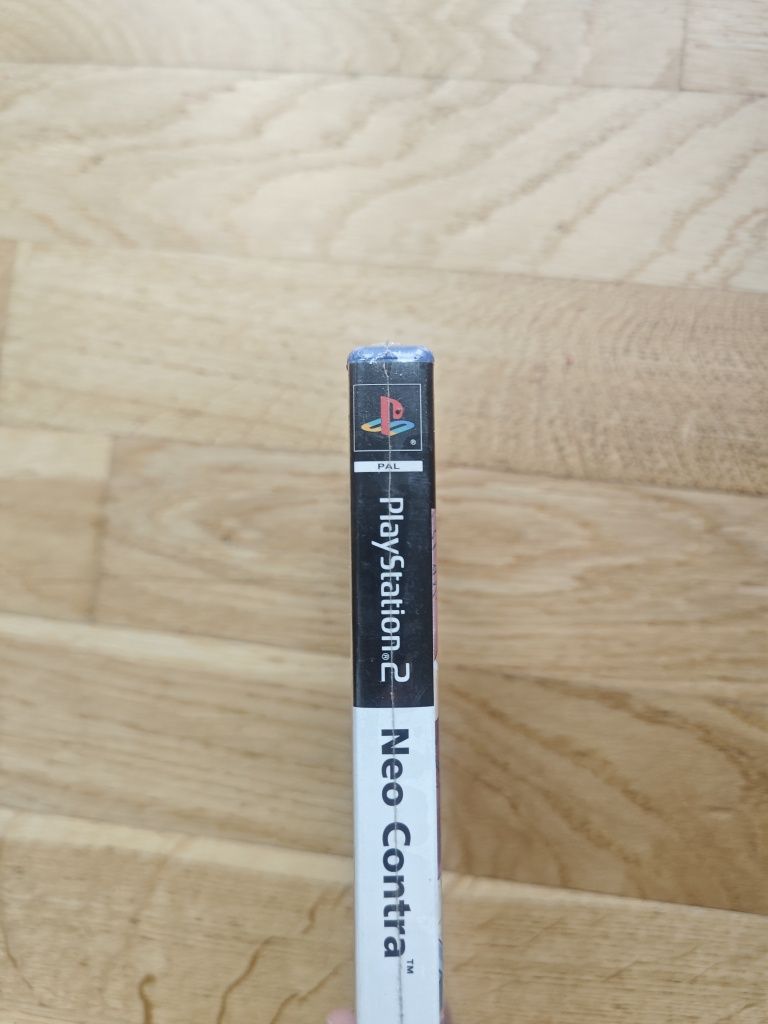 ®
PAL
PlayStation®2
Neo Contra™